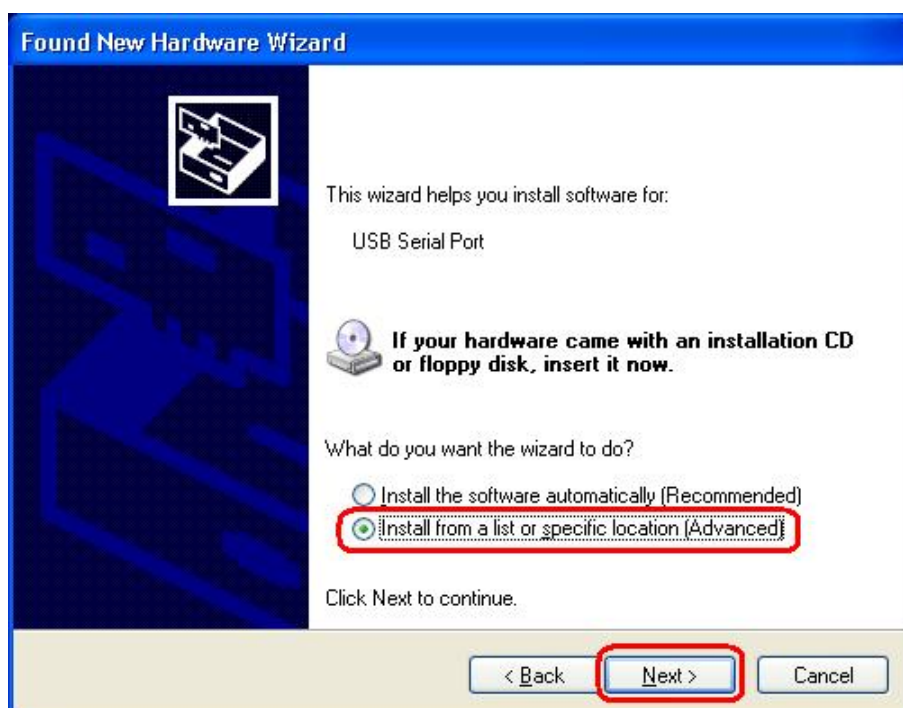 Found New Hardware Wizard
This wizard helps you install software for:
USB Serial Port
If your hardware came with an installation CD
or floppy disk, insert it now.
What do you want the wizard to do?
Install the software automatically (Recommended)
Install from a list or specific location (Advanced)
Click Next to continue.
< Back Next > Cancel